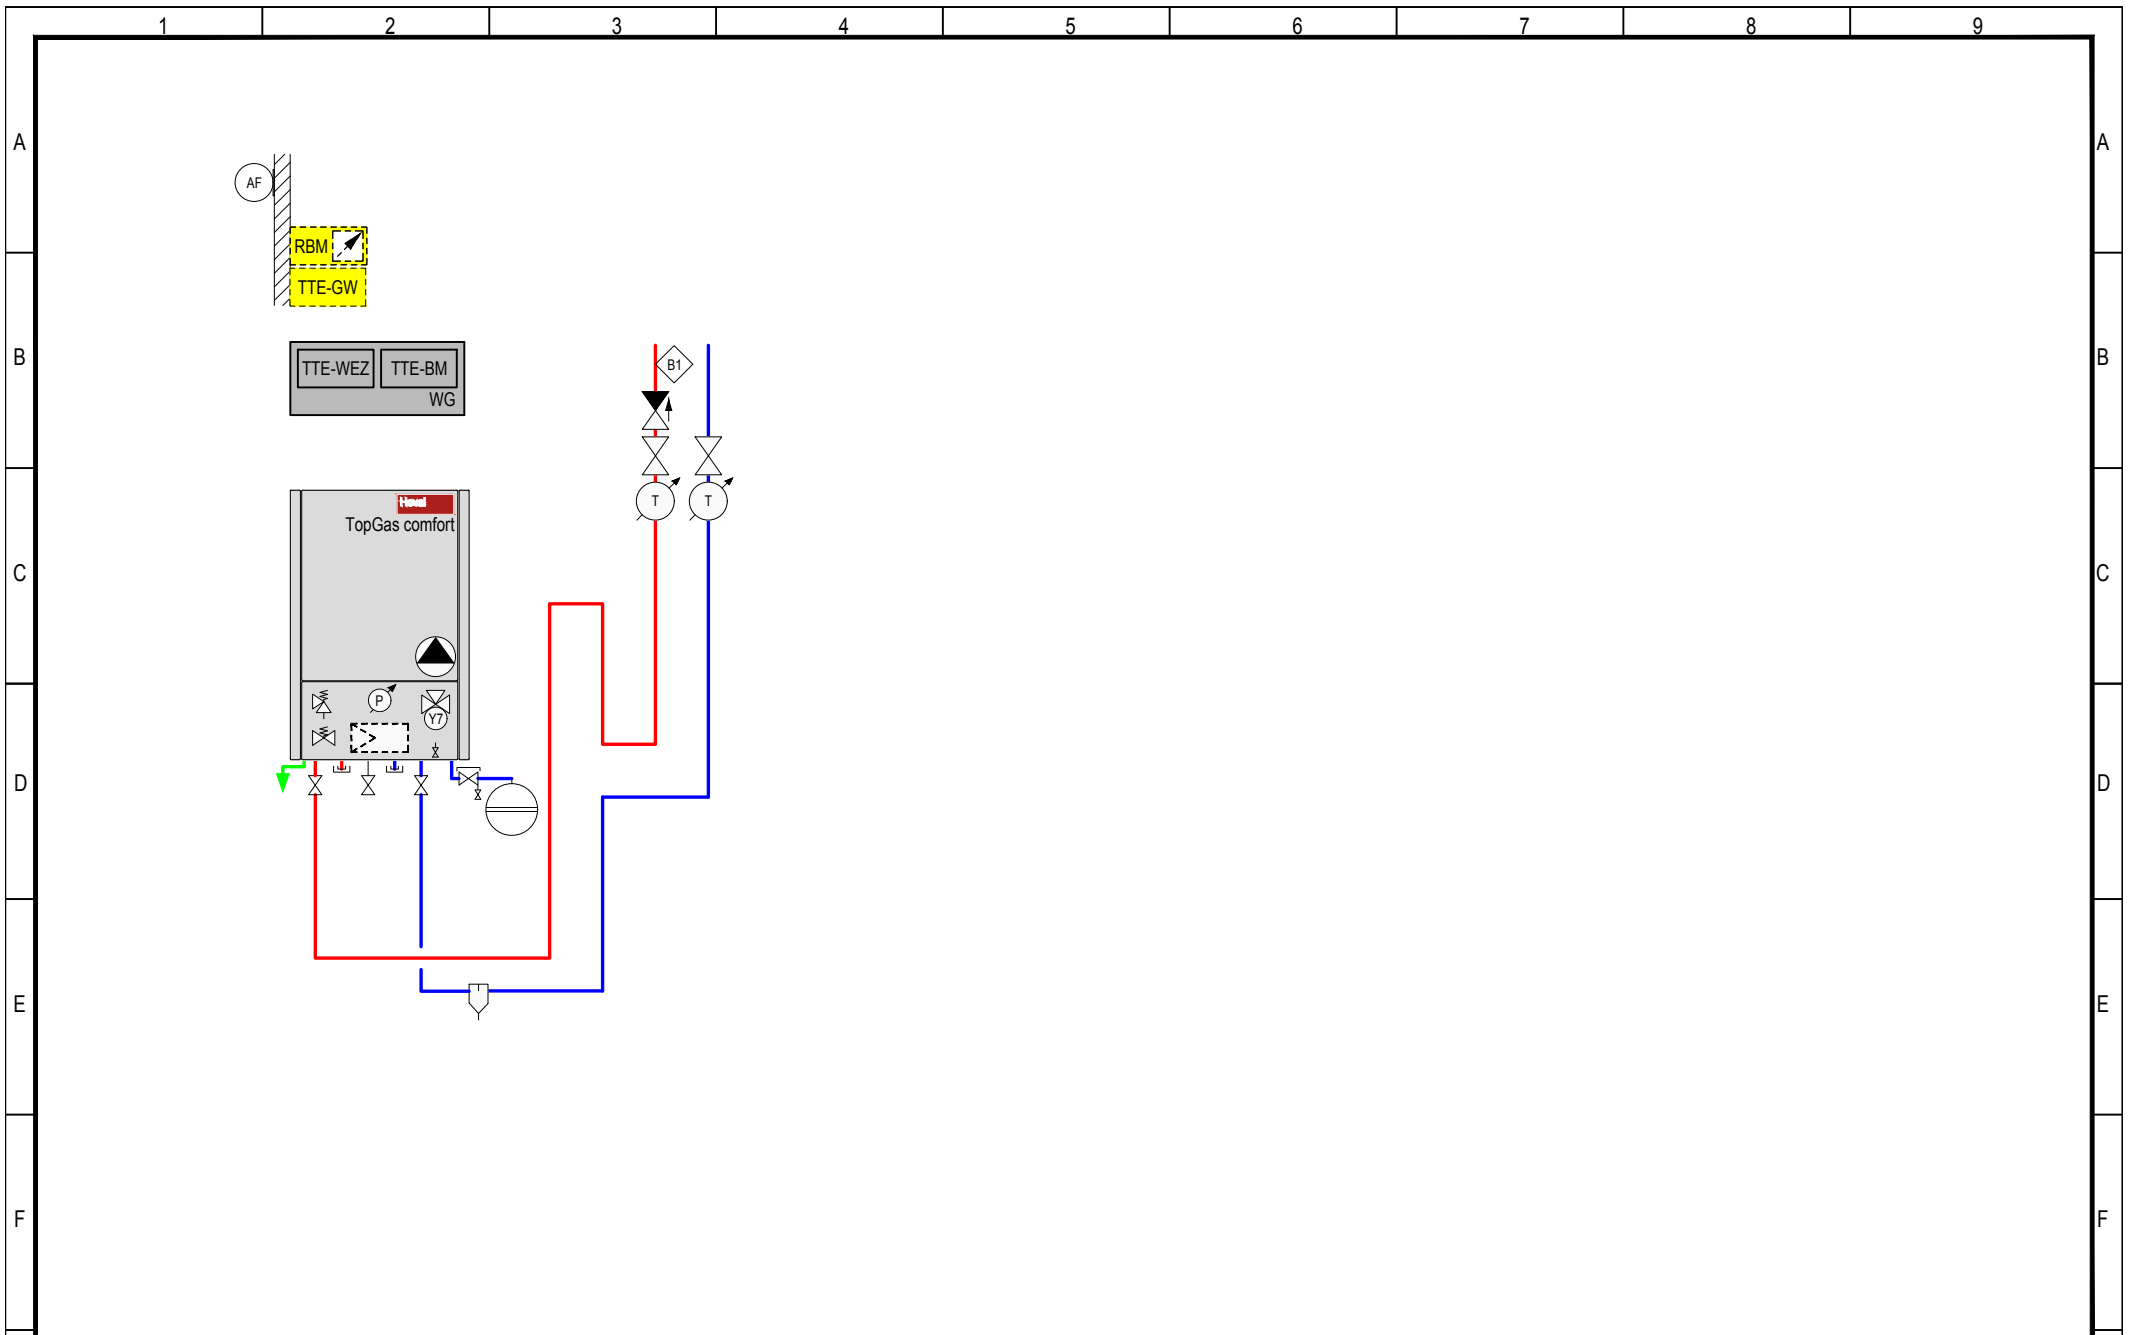 1 2 3 4 5 6 7 8 9
A A
AF
RBM
TTE-GW
B B
TTE-WEZ TTE-BM
WG
B1
T T
Hoval
TopGas comfort
C C
P
Y7
D D
E E
F F